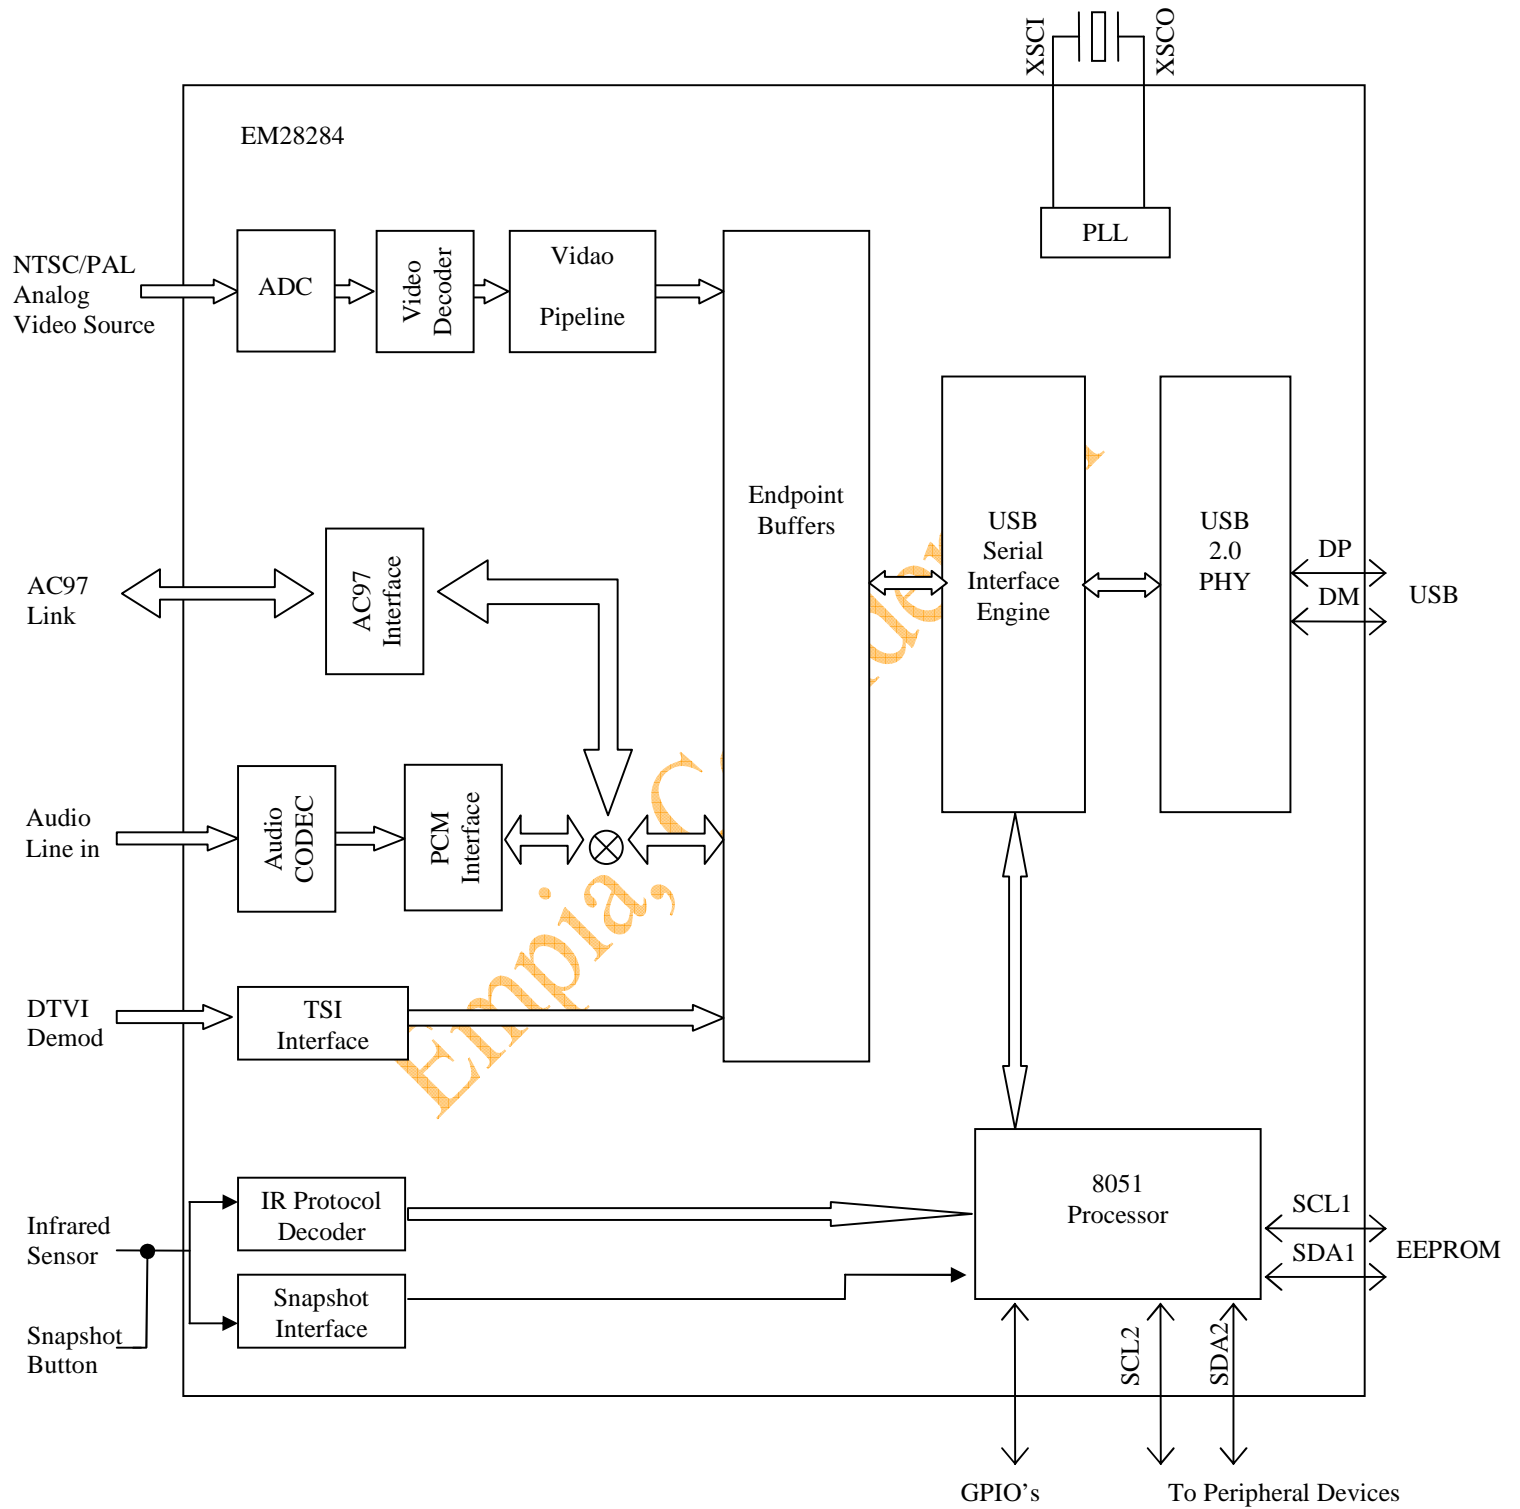 XSCI
XSCO
EM28284
PLL
NTSC/PAL
Analog
Video Source
ADC
Video
Decoder
Vidao
Pipeline
Endpoint
Buffers
USB
Serial
Interface
Engine
USB
2.0
PHY
DP
DM
USB
AC97
Link
AC97
Interface
Audio
Line in
Audio
CODEC
PCM
Interface
DTVI
Demod
TSI
Interface
Empia,
Infrared
Sensor
IR Protocol
Decoder
8051
Processor
SCL1
SDA1
EEPROM
Snapshot
Button
Snapshot
Interface
SCL2
SDA2
GPIO's
To Peripheral Devices